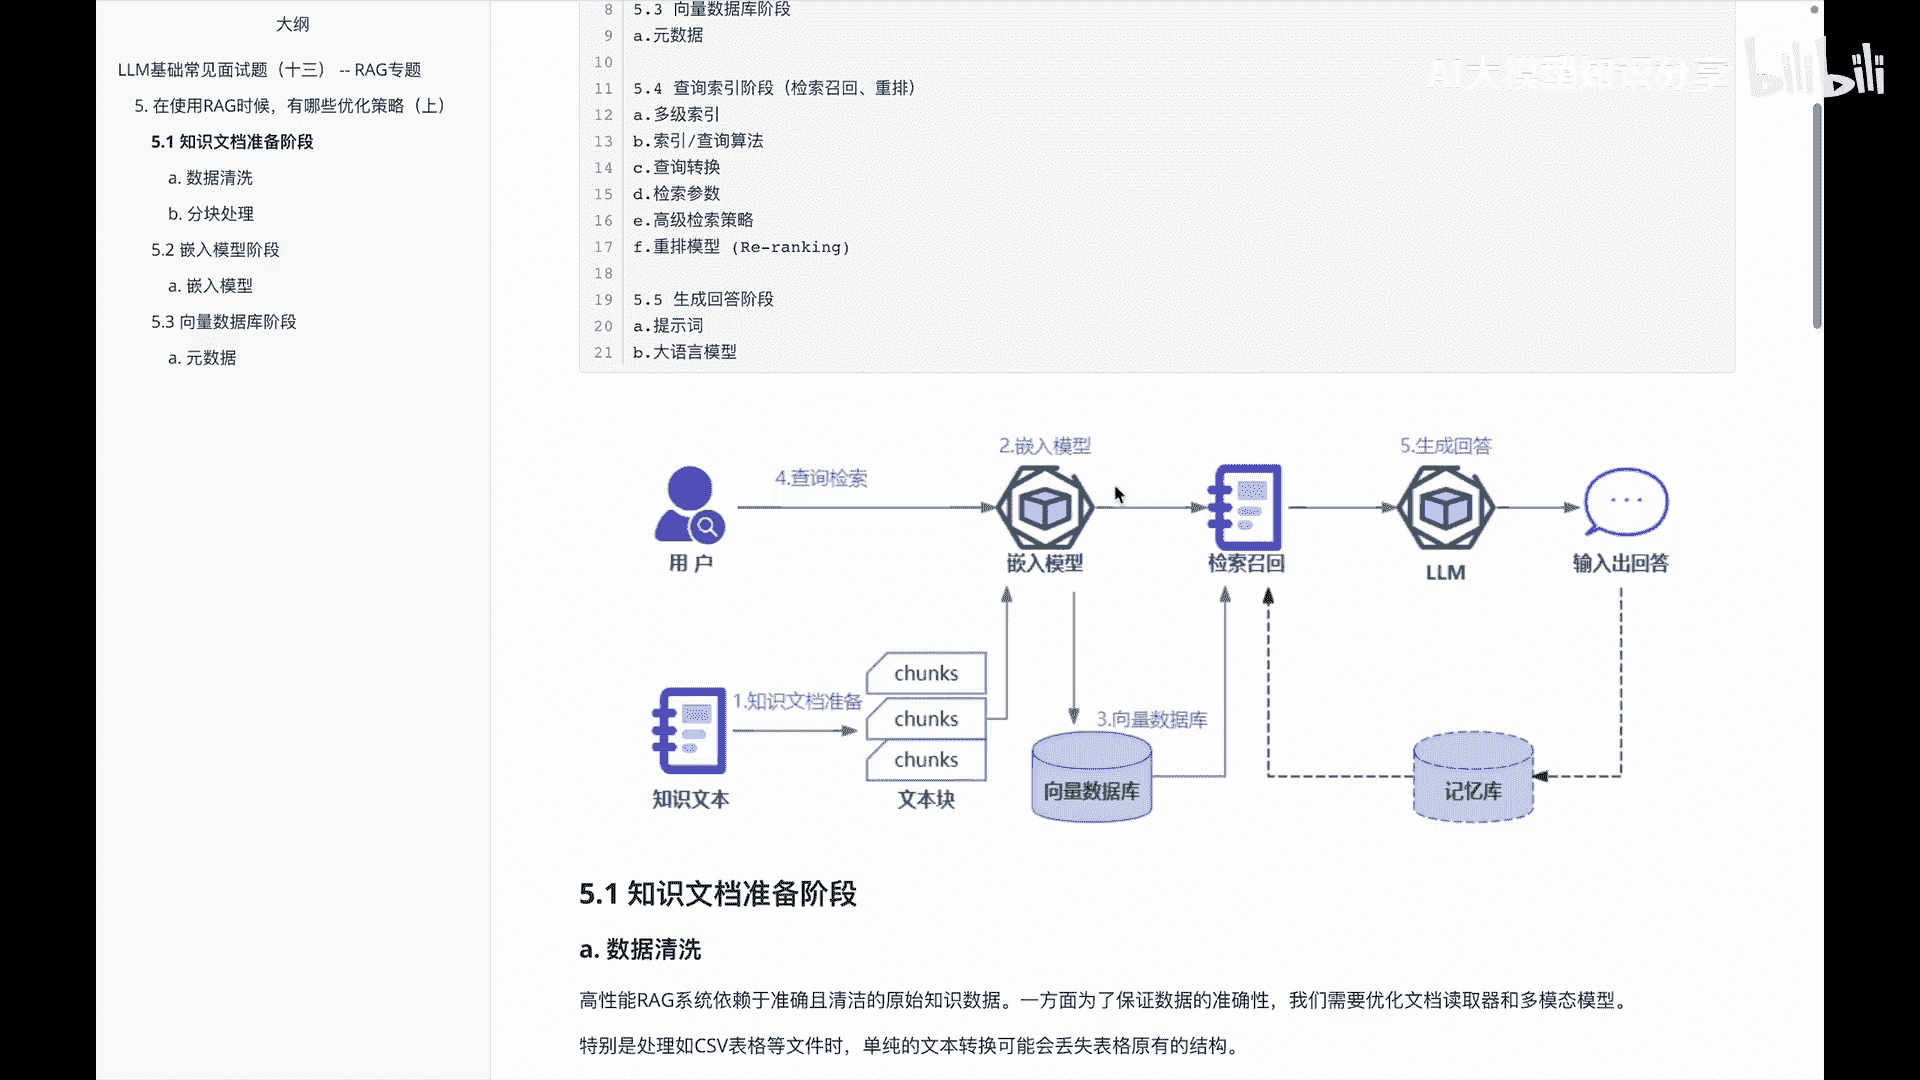 大纲
LLM基础常见面试题（十三） -- RAG专题
5. 在使用RAG时候，有哪些优化策略（上）
5.1 知识文档准备阶段
a. 数据清洗
b. 分块处理
5.2 嵌入模型阶段
a. 嵌入模型
5.3 向量数据库阶段
a. 元数据
8 5.3 向量数据库阶段
9 a.元数据
10
11 5.4 查询索引阶段（检索召回、重排）
12 a.多级索引
13 b.索引/查询算法
14 c.查询转换
15 d.检索参数
16 e.高级检索策略
17 f.重排模型 (Re-ranking)
18
19 5.5 生成回答阶段
20 a.提示词
21 b.大语言模型
AI大模型知识分享
bilibili
2.嵌入模型
5.生成回答
4.查询检索
用 户
嵌入模型
检索召回
LLM
输入出回答
chunks
1.知识文档准备
chunks
3.向量数据库
chunks
知识文本
文本块
向量数据库
记忆库
5.1 知识文档准备阶段
a. 数据清洗
高性能RAG系统依赖于准确且清洁的原始知识数据。一方面为了保证数据的准确性，我们需要优化文档读取器和多模态模型。
特别是处理如CSV表格等文件时，单纯的文本转换可能会丢失表格原有的结构。